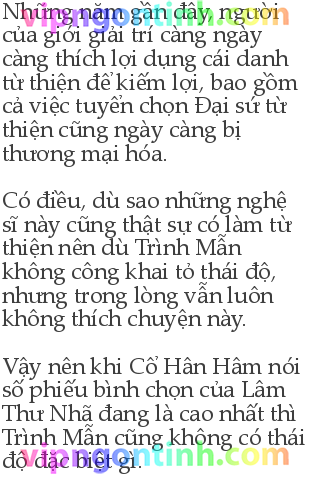 Những năm gần đây, người
của giới giải trí càng ngày
càng thích lợi dụng cái danh
từ thiện để kiếm lợi, bao gồm
cả việc tuyển chọn Đại sứ từ
thiện cũng ngày càng bị
thương mại hóa.
Có điều, dù sao những nghệ
sĩ này cũng thật sự có làm từ
thiện nên dù Trình Mẫn
không công khai tỏ thái độ,
nhưng trong lòng vẫn luôn
không thích chuyện này.
Vậy nên khi Cổ Hân Hâm nói
số phiếu bình chọn của Lâm
Thư Nhã đang là cao nhất thì
Trình Mẫn cũng không có thái
độ đặc biệt gì.
vipngontinh.com
vipngontinh.com